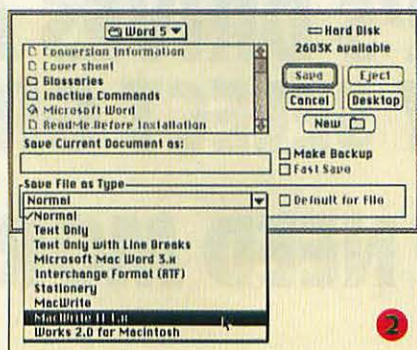 Word 5
Hard Disk
2603K available
Conversion Information
Cover sheet
Glossaries
Inactive Commands
Microsoft Word
ReadMe.Before Installation
Save
Eject
Cancel
Desktop
New
Save Current Document as:
Make Backup
Fast Save
Save File as Type
Normal
Default for File
✓Normal
Text Only
Text Only with Line Breaks
Microsoft Mac Word 3.x
Interchange Format (RTF)
Stationery
MacWrite
MacWrite II 1.x
Works 2.0 for Macintosh
2